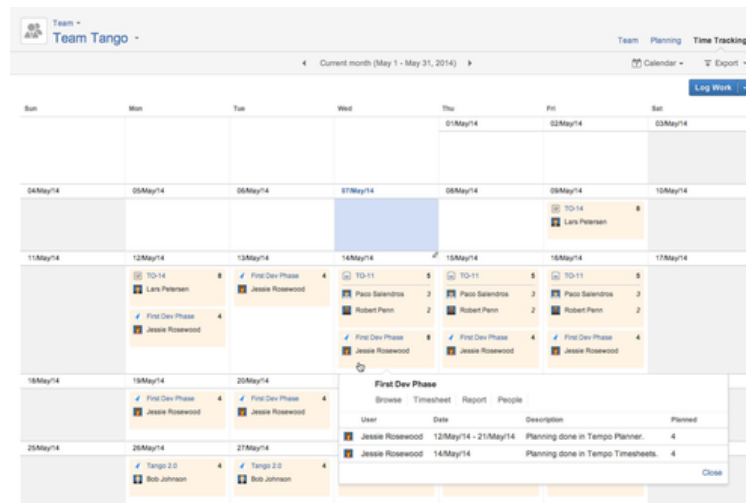 Team
Team Tango
Team Planning Time Tracking
Current month (May 1 - May 31, 2014)
Calendar Export
Log Work
Sun Mon Tue Wed Thu Fri Sat
01/May/14 02/May/14 03/May/14
04/May/14 05/May/14 06/May/14 07/May/14 08/May/14 09/May/14 10/May/14
TO-14 8
Lars Petersen
11/May/14 12/May/14 13/May/14 14/May/14 15/May/14 16/May/14 17/May/14
TO-14 8 First Dev Phase 4 TO-11 5 TO-11 5 TO-11 5
Lars Petersen Jessie Rosewood Paco Salendros 3 Paco Salendros 3 Paco Salendros 3
Robert Penn 2 Robert Penn 2 Robert Penn 2
First Dev Phase 4 First Dev Phase 8 First Dev Phase 4 First Dev Phase 4
Jessie Rosewood Jessie Rosewood Jessie Rosewood Jessie Rosewood
18/May/14 19/May/14 20/May/14
First Dev Phase 4 First Dev Phase
Jessie Rosewood Jessie Rosewood
25/May/14 26/May/14 27/May/14
Tango 2.0 4 Tango 2.0 4
Bob Johnson Bob Johnson
First Dev Phase
Browse Timesheet Report People
User Date Description Planned
Jessie Rosewood 12/May/14 - 21/May/14 Planning done in Tempo Planner. 4
Jessie Rosewood 14/May/14 Planning done in Tempo Timesheets. 4
Close